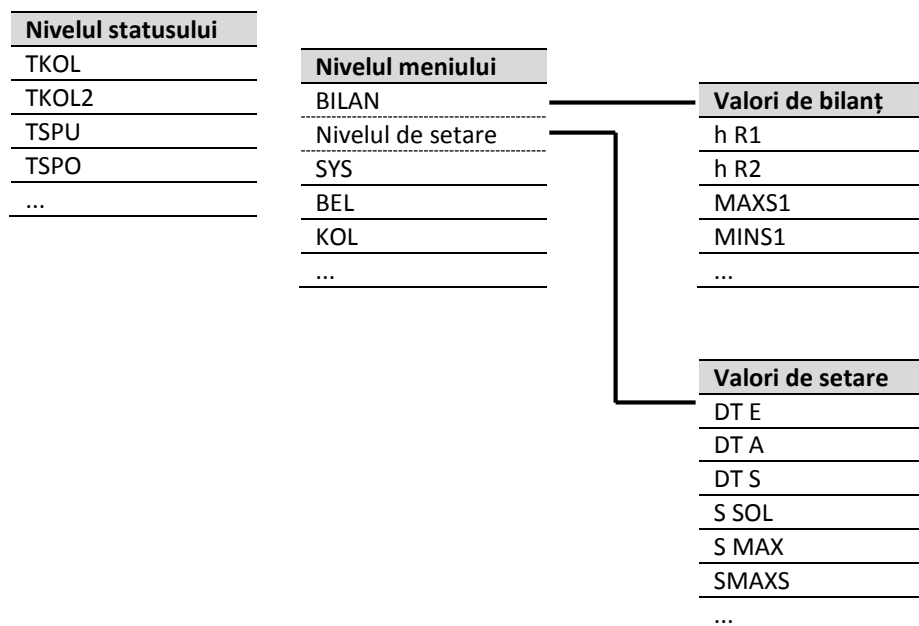 Nivelul statusului
TKOL
TKOL2
TSPU
TSPO
...
Nivelul meniului
BILAN
Nivelul de setare
SYS
BEL
KOL
...
Valori de bilanț
h R1
h R2
MAXS1
MINS1
...
Valori de setare
DT E
DT A
DT S
S SOL
S MAX
SMAXS
...